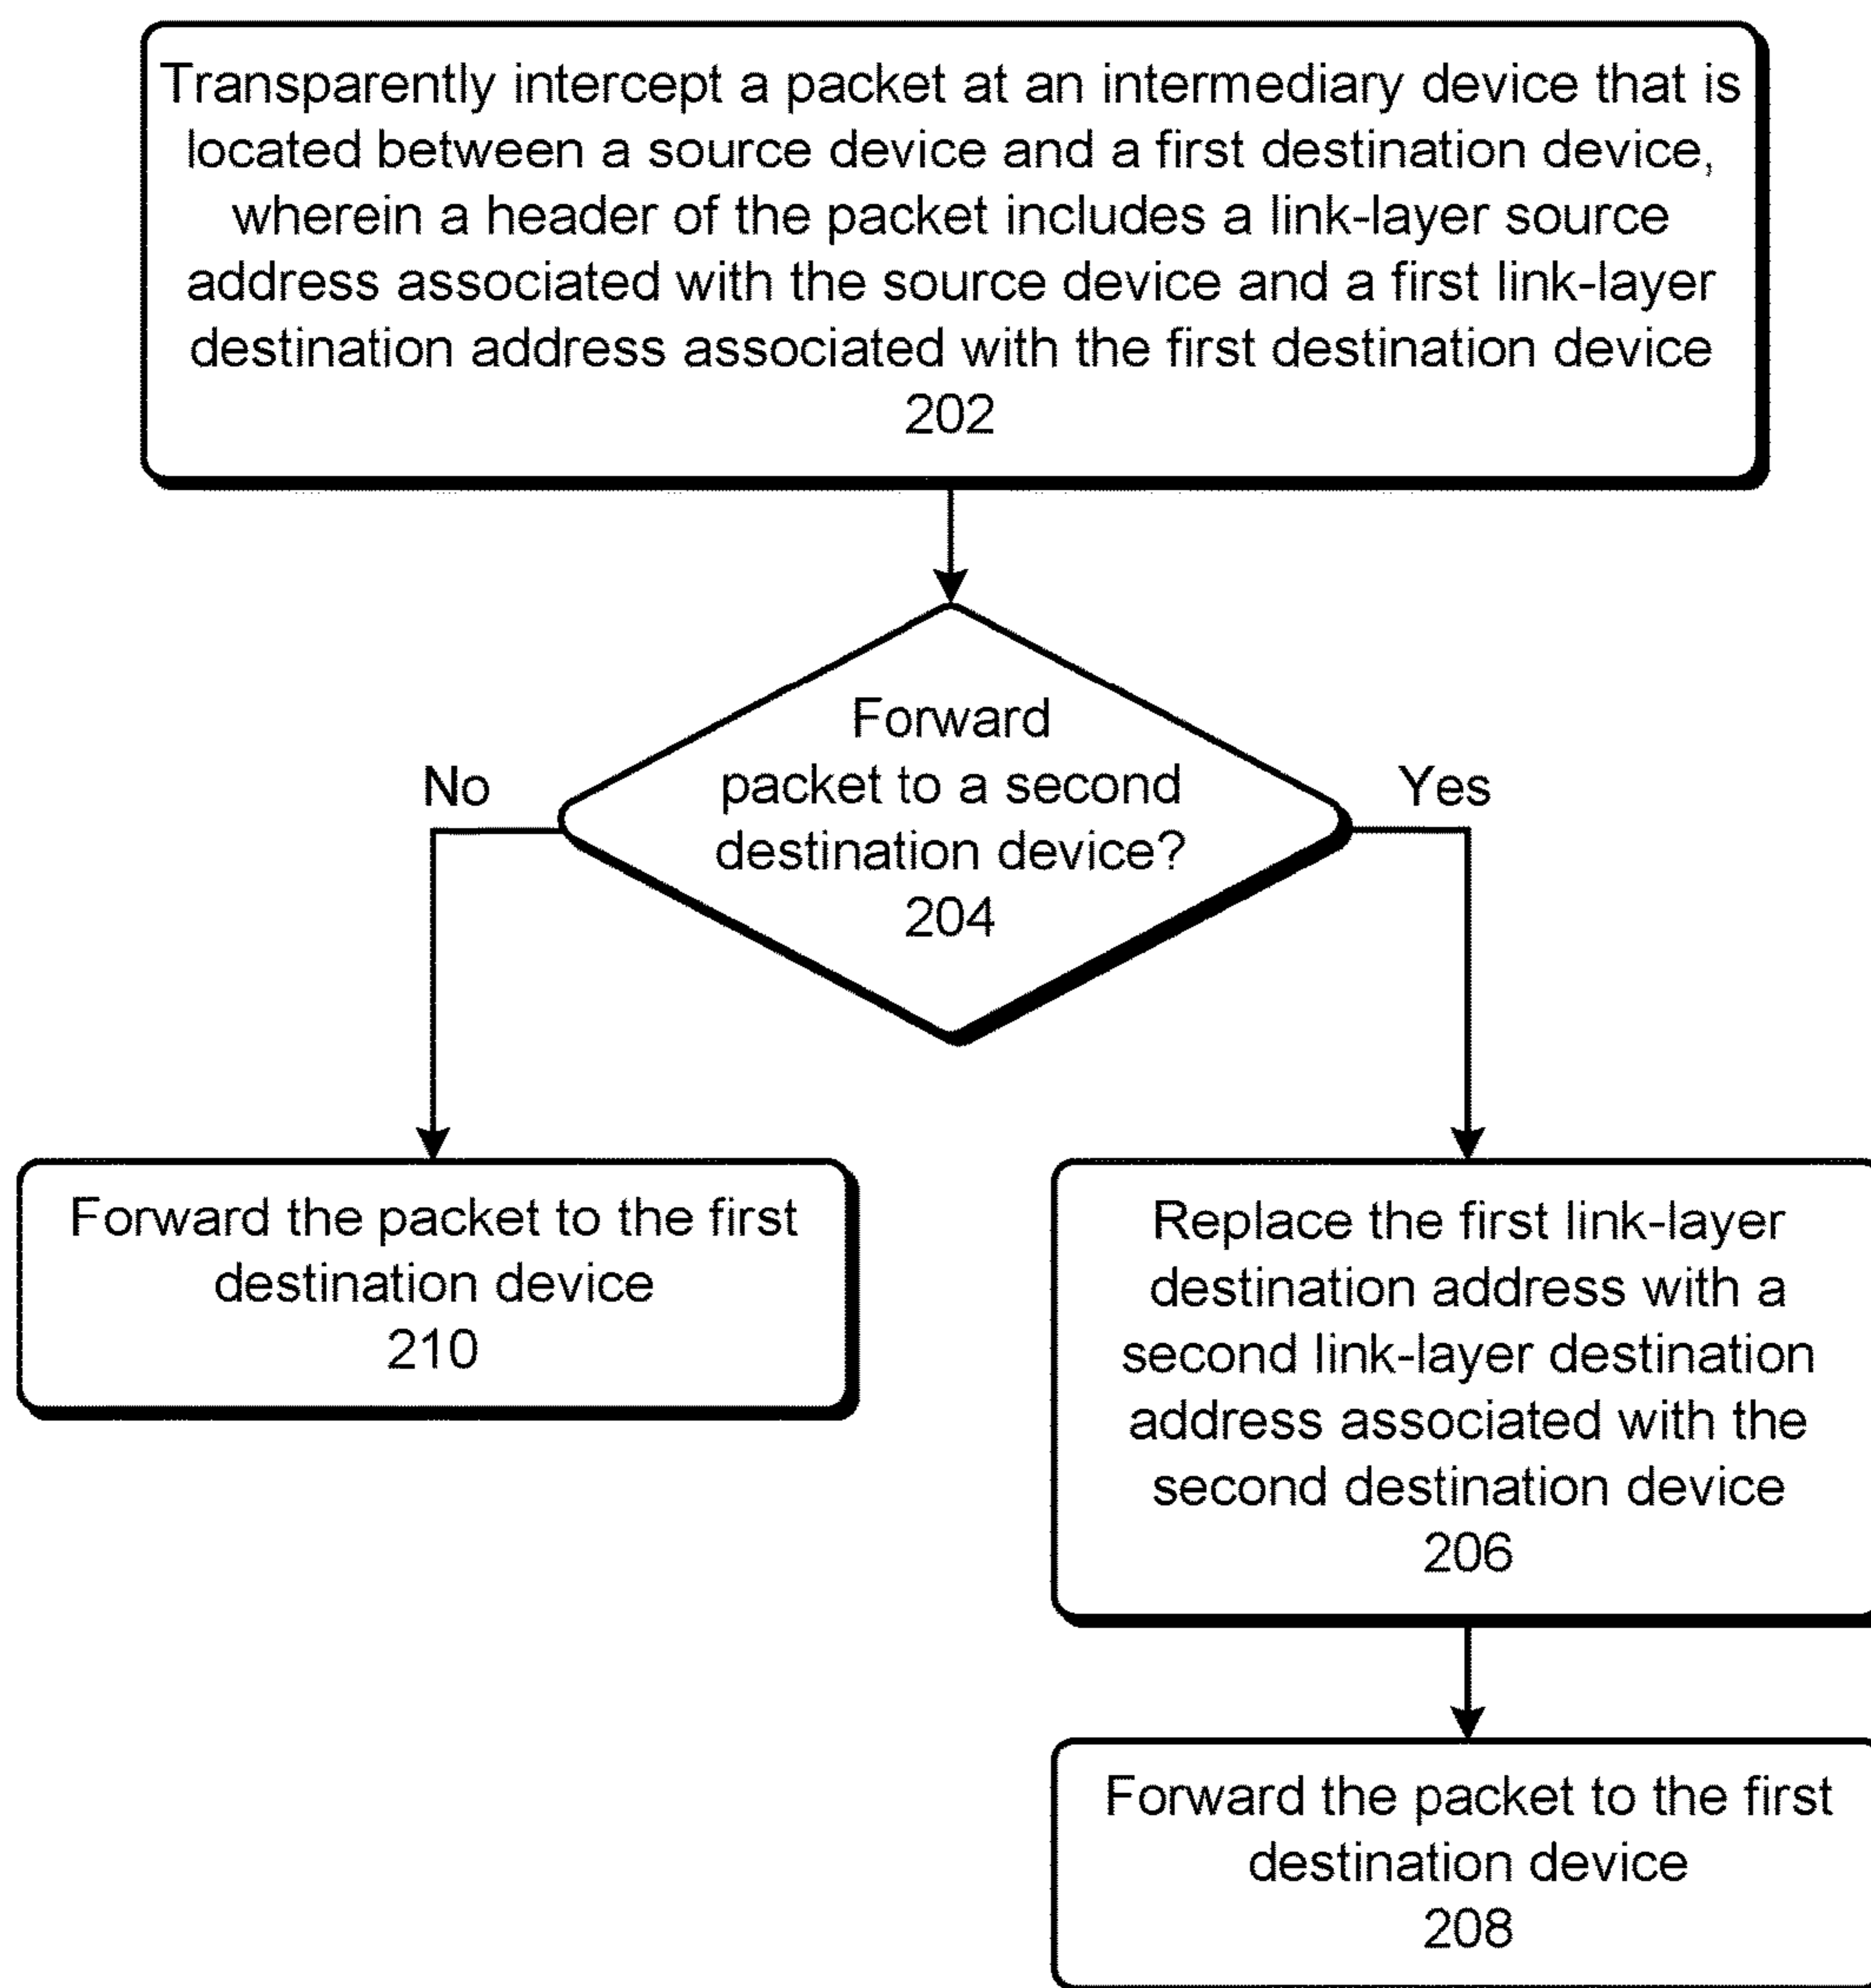 Transparently intercept a packet at an intermediary device that is
located between a source device and a first destination device,
wherein a header of the packet includes a link-layer source
address associated with the source device and a first link-layer
destination address associated with the first destination device
202
Forward
packet to a second
destination device?
204
No
Yes
Forward the packet to the first
destination device
210
Replace the first link-layer
destination address with a
second link-layer destination
address associated with the
second destination device
206
Forward the packet to the first
destination device
208